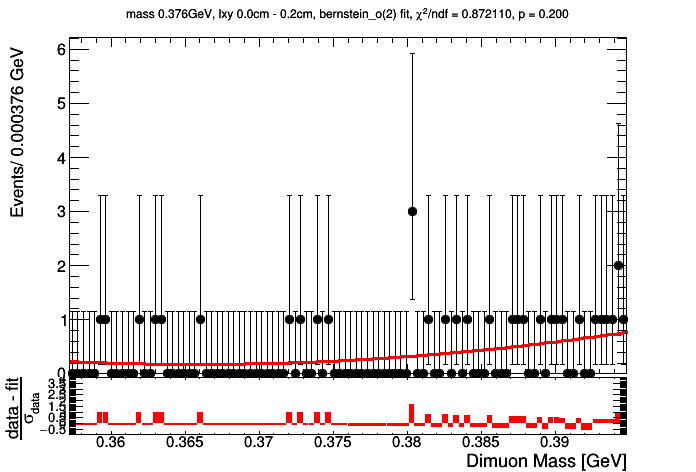 mass 0.376GeV, lxy 0.0cm - 0.2cm, bernstein_o(2) fit, χ²/ndf = 0.872110, p = 0.200
Events/ 0.000376 GeV
6
5
4
3
2
1
0
data - fit
σdata
0.36 0.365 0.37 0.375 0.38 0.385 0.39
Dimuon Mass [GeV]